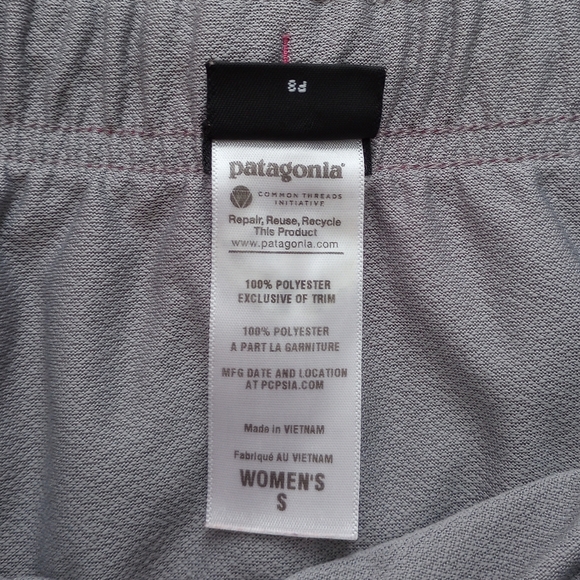 P8
patagonia®
COMMON THREADS
INITIATIVE
Repair, Reuse, Recycle
This Product
www.patagonia.com
100% POLYESTER
EXCLUSIVE OF TRIM
100% POLYESTER
A PART LA GARNITURE
MFG DATE AND LOCATION
AT PCPSIA.COM
Made in VIETNAM
Fabriqué AU VIETNAM
WOMEN'S
S